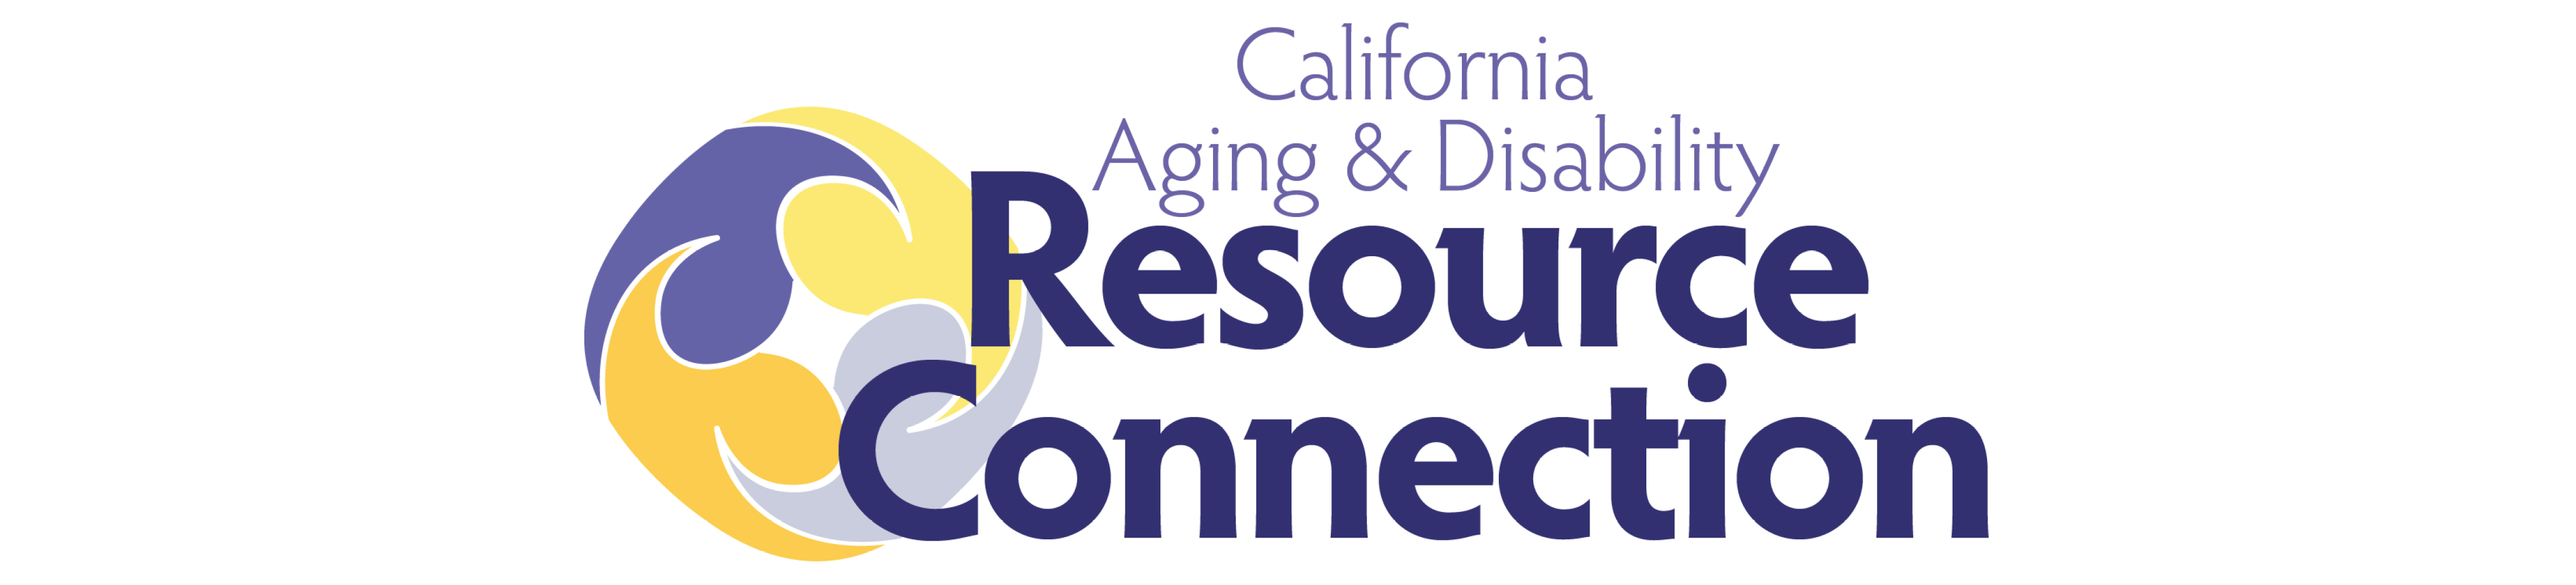 California
Aging & Disability
Resource
Connection